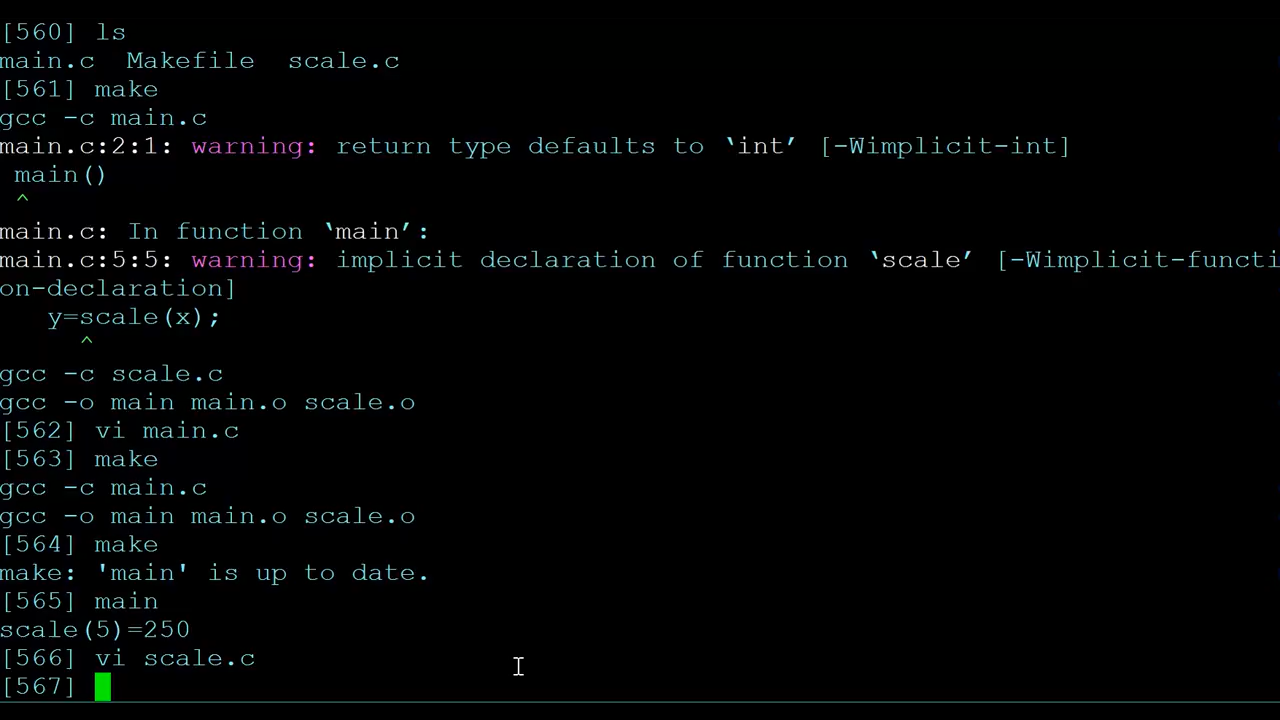 [560] ls
main.c  Makefile  scale.c
[561] make
gcc -c main.c
main.c:2:1: warning: return type defaults to ‘int’ [-Wimplicit-int]
 main()
 ^
main.c: In function ‘main’:
main.c:5:5: warning: implicit declaration of function ‘scale’ [-Wimplicit-functi
on-declaration]
   y=scale(x);
     ^
gcc -c scale.c
gcc -o main main.o scale.o
[562] vi main.c
[563] make
gcc -c main.c
gcc -o main main.o scale.o
[564] make
make: 'main' is up to date.
[565] main
scale(5)=250
[566] vi scale.c
[567]